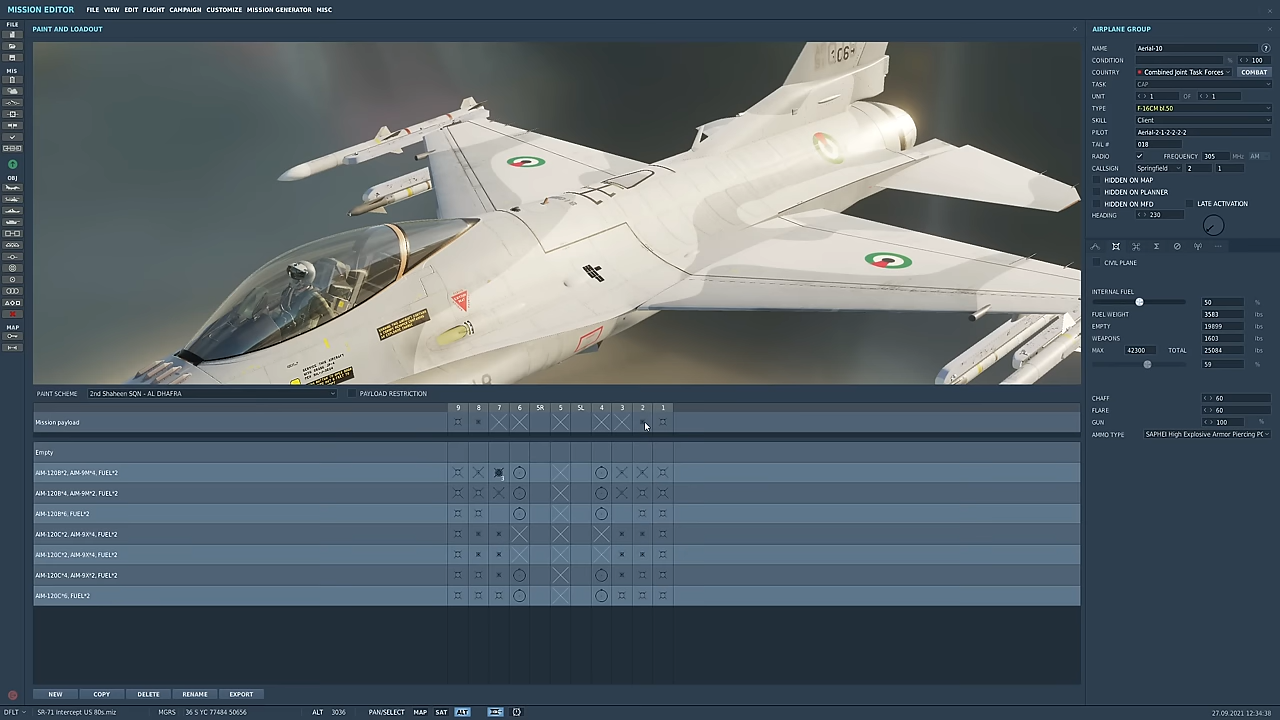 MISSION EDITOR FILE VIEW EDIT FLIGHT CAMPAIGN CUSTOMIZE MISSION GENERATOR MISC
FILE
MIS
OBJ
MAP
PAINT AND LOADOUT
PAINT SCHEME 2nd Shaheen SQN - AL DHAFRA PAYLOAD RESTRICTION
9 8 7 6 5R 5 5L 4 3 2 1
Mission payload
Empty
AIM-120B*2, AIM-9M*4, FUEL*2
3
AIM-120B*4, AIM-9M*2, FUEL*2
AIM-120B*6, FUEL*2
AIM-120C*2, AIM-9X*4, FUEL*2
AIM-120C*2, AIM-9X*4, FUEL*2
AIM-120C*4, AIM-9X*2, FUEL*2
AIM-120C*6, FUEL*2
NEW COPY DELETE RENAME EXPORT
AIRPLANE GROUP
NAME Aerial-10 ?
CONDITION % <> 100
COUNTRY Combined Joint Task Forces COMBAT
TASK CAP
UNIT <> 1 OF <> 1
TYPE F-16CM bl.50
SKILL Client
PILOT Aerial-2-1-2-2-2-2
TAIL # 018
RADIO FREQUENCY 305 MHz AM
CALLSIGN Springfield 2 1
HIDDEN ON MAP
HIDDEN ON PLANNER
HIDDEN ON MFD LATE ACTIVATION
HEADING <> 230
CIVIL PLANE
INTERNAL FUEL
50 %
FUEL WEIGHT 3583 lbs
EMPTY 19899 lbs
WEAPONS 1603 lbs
MAX 42300 TOTAL 25084 lbs
59 %
CHAFF <> 60
FLARE <> 60
GUN <> 100 %
AMMO TYPE SAPHEI High Explosive Armor Piercing P
DFLT SR-71 Intercept US 80s.miz MGRS 36 S YC 77484 50656 ALT 3036 PAN/SELECT MAP SAT ALT 27.09.2021 12:34:38